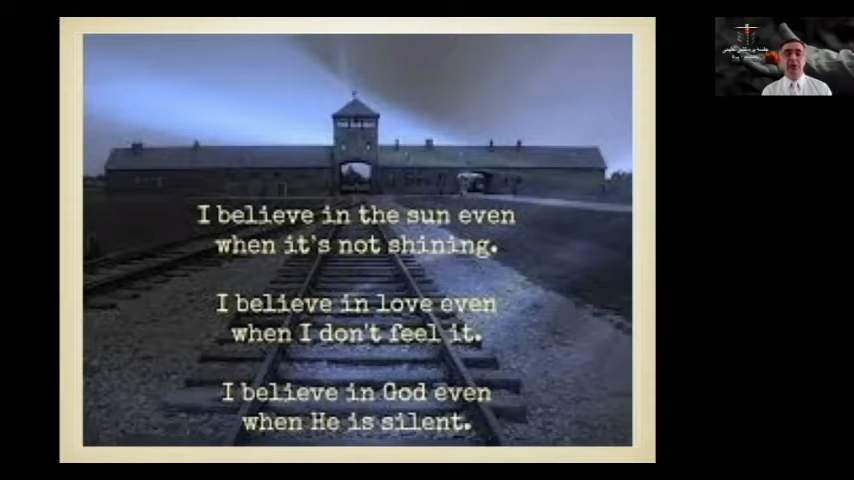 I believe in the sun even
when it's not shining.
I believe in love even
when I don't feel it.
I believe in God even
when He is silent.